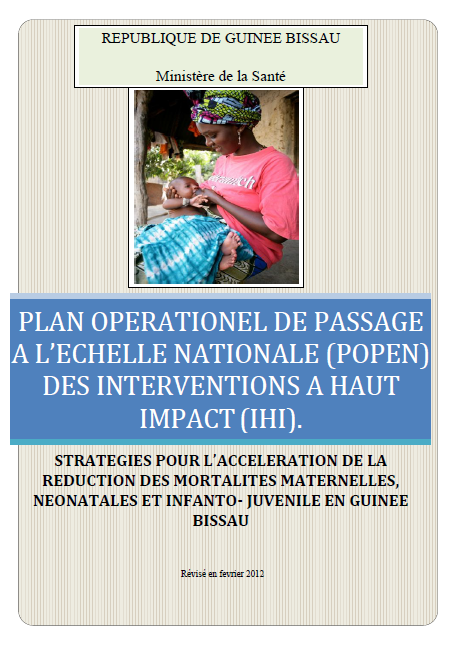 REPUBLIQUE DE GUINEE BISSAU
Ministère de la Santé
PLAN OPERATIONEL DE PASSAGE
A L’ECHELLE NATIONALE (POPEN)
DES INTERVENTIONS A HAUT
IMPACT (IHI).
STRATEGIES POUR L’ACCELERATION DE LA
REDUCTION DES MORTALITES MATERNELLES,
NEONATALES ET INFANTO- JUVENILE EN GUINEE
BISSAU
Révisé en fevrier 2012